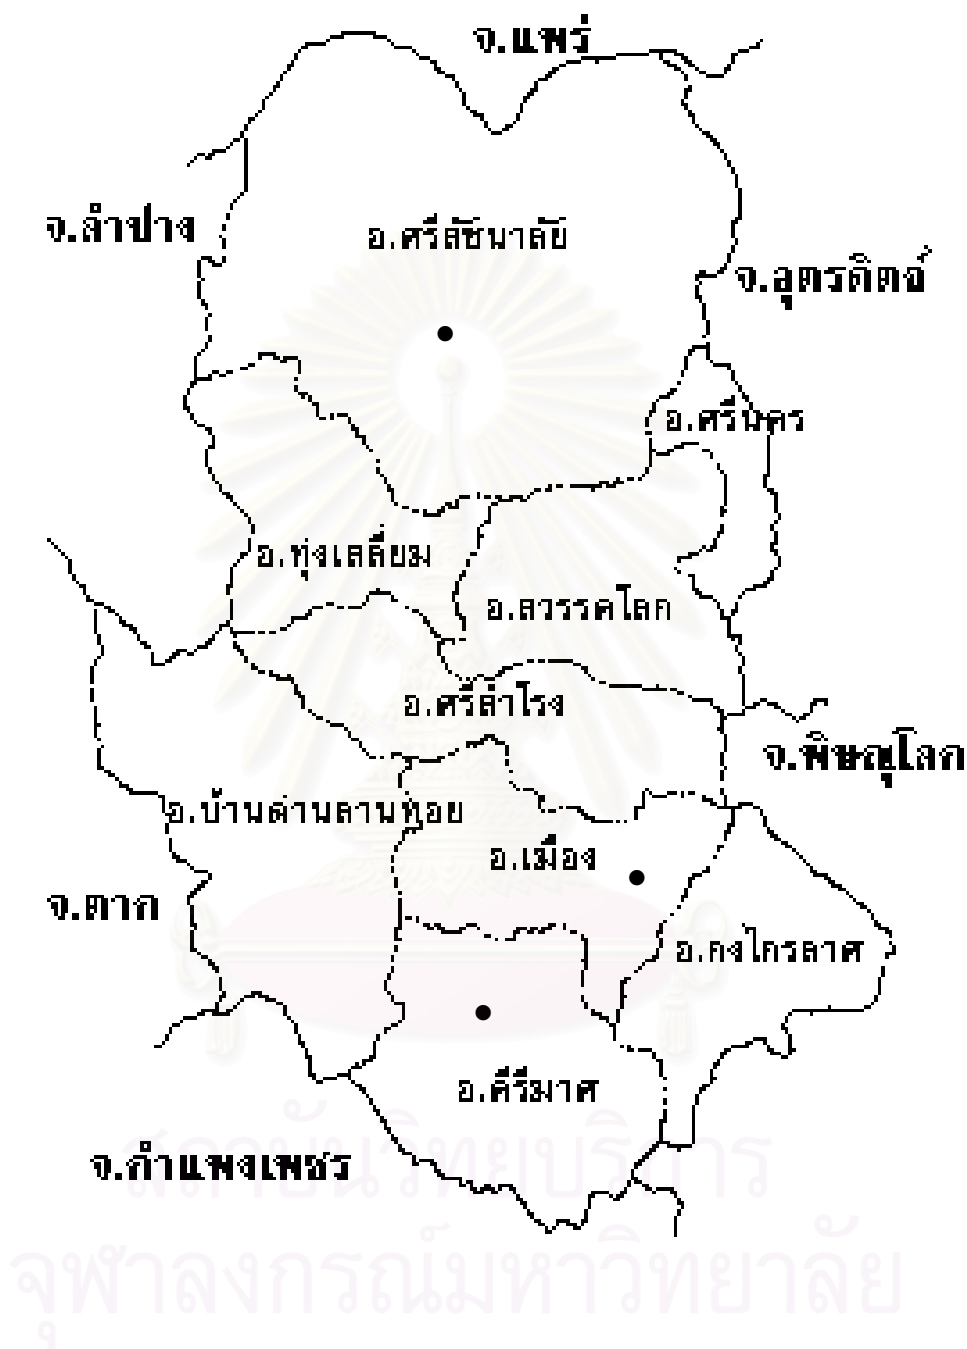 จ.แพร่
จ.ลำปาง
อ.ศรีสัชนาลัย
จ.อุตรดิตถ์
อ.ศรีนคร
อ.ทุ่งเสลี่ยม
อ.สวรรคโลก
อ.ศรีสำโรง
จ.พิษณุโลก
อ.บ้านด่านลานหอย
อ.เมือง
จ.ตาก
อ.กงไกรลาศ
อ.คีรีมาศ
จ.กำแพงเพชร
สถาบันวิทยบริการ
จุฬาลงกรณ์มหาวิทยาลัย